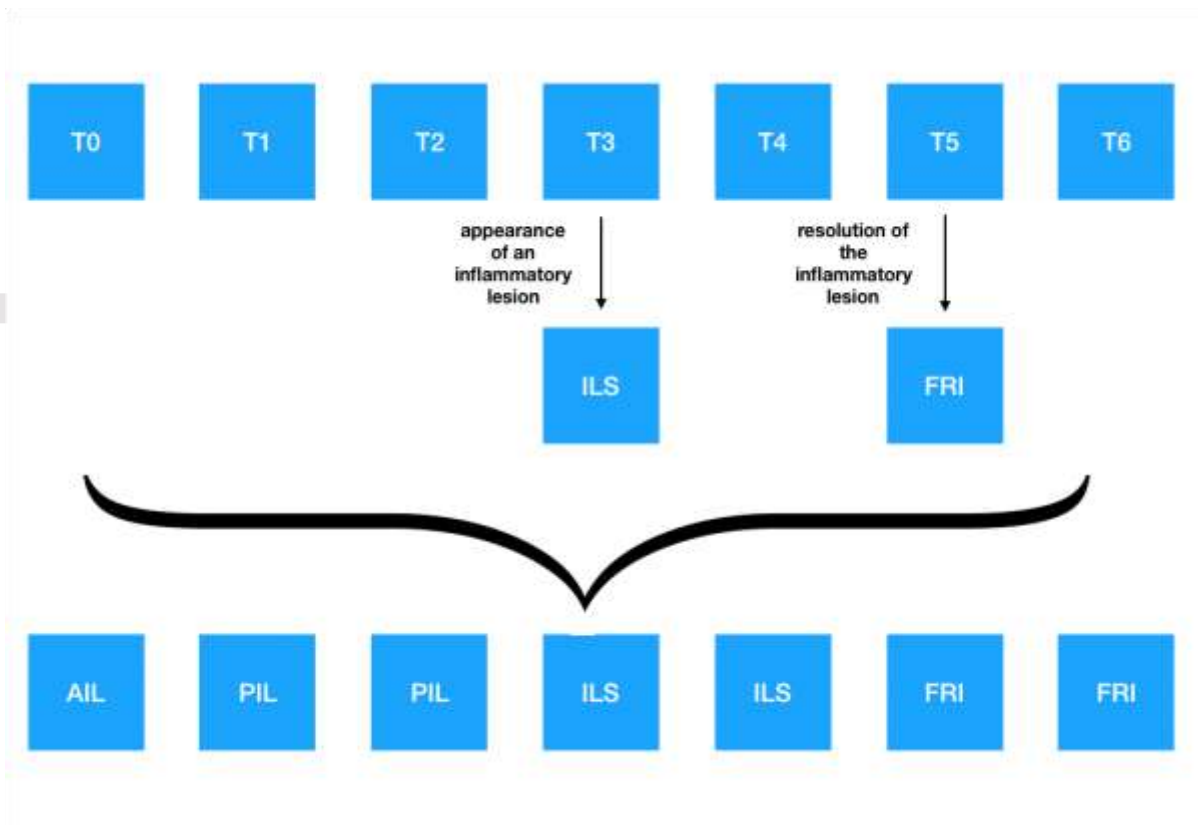 T0 T1 T2 T3 T4 T5 T6
appearance
of an
inflammatory
lesion
resolution of
the
inflammatory
lesion
ILS FRI
AIL PIL PIL ILS ILS FRI FRI